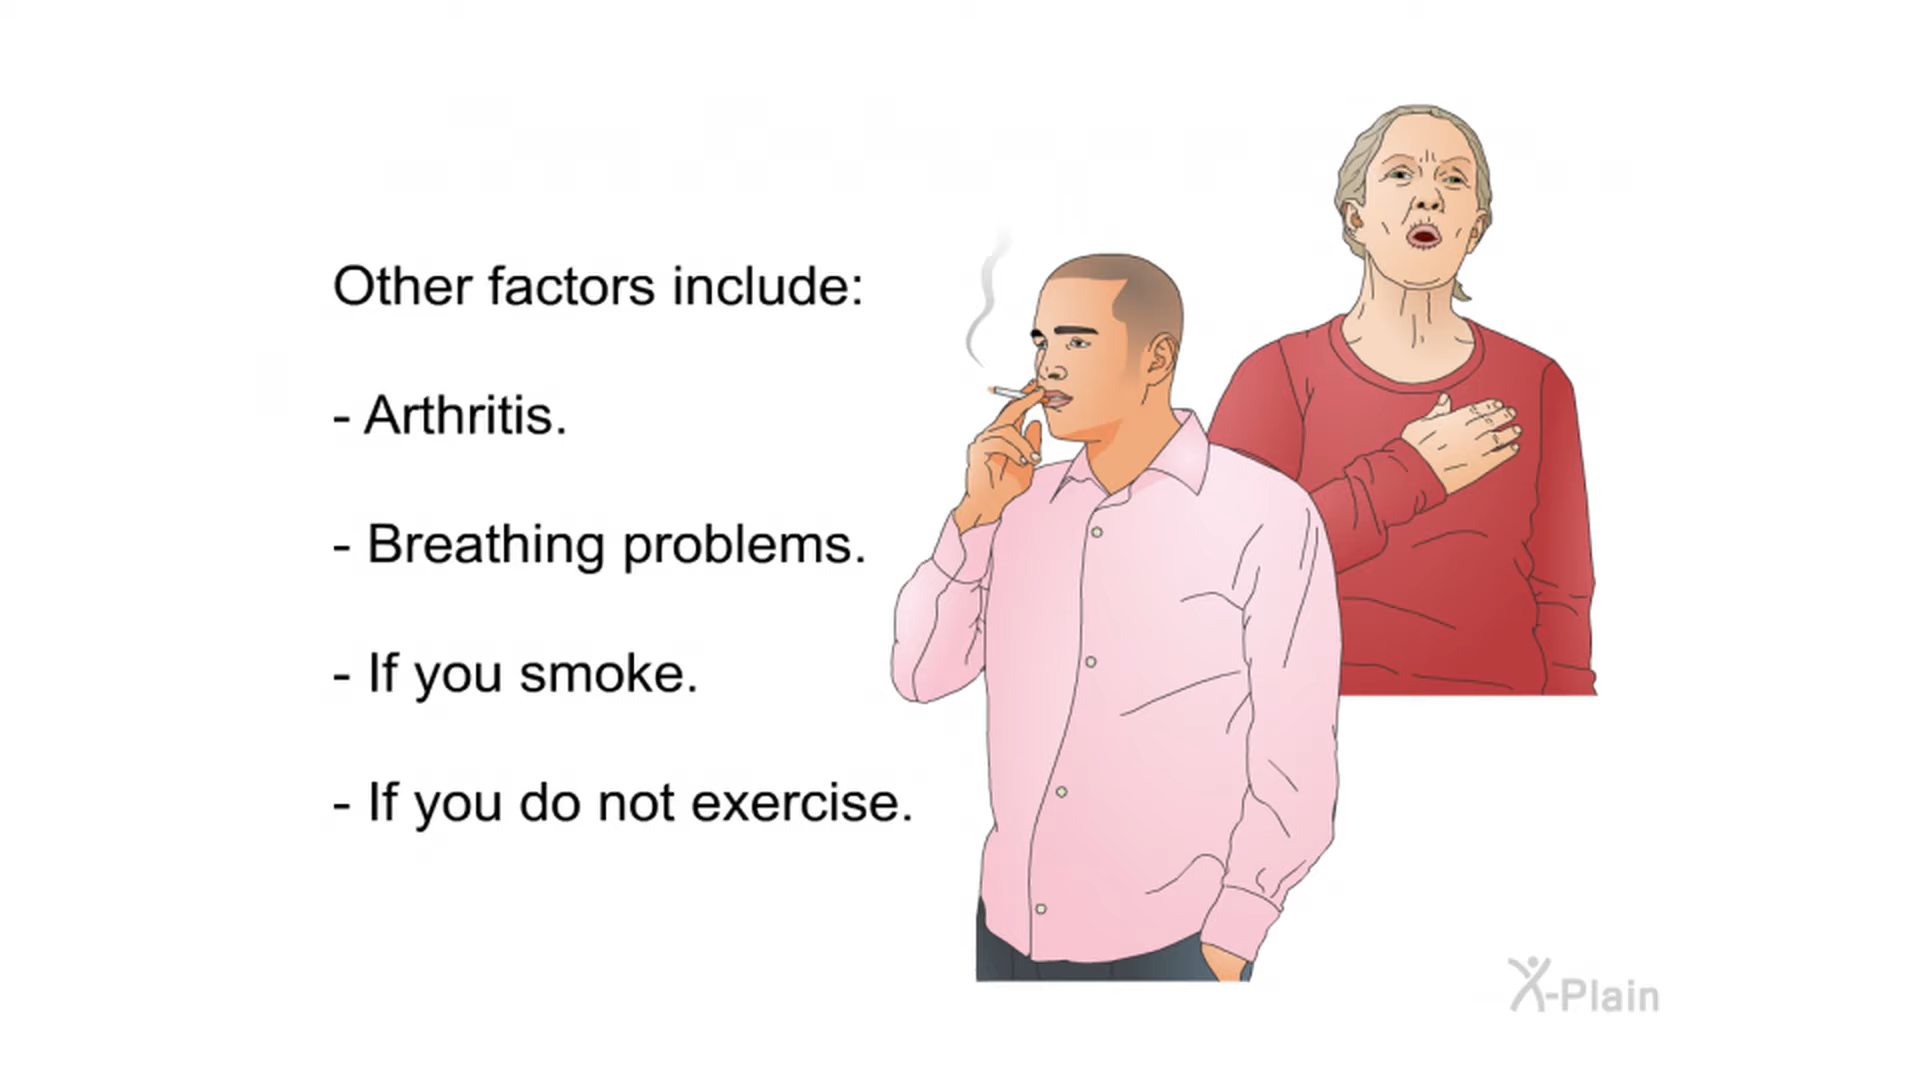 Other factors include:
- Arthritis.
- Breathing problems.
- If you smoke.
- If you do not exercise.
X-Plain